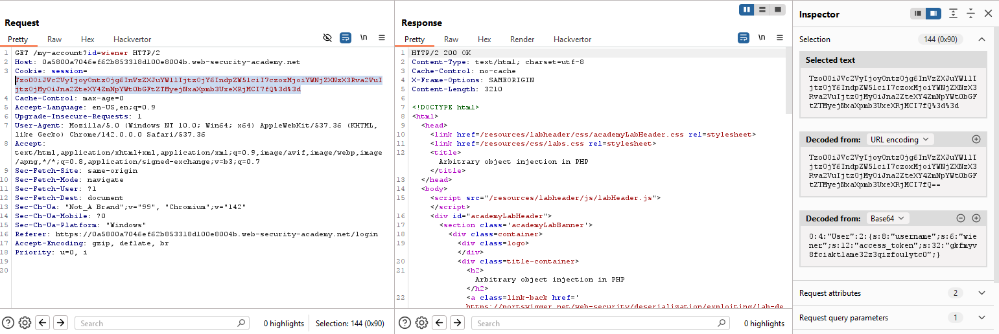 Request
Pretty Raw Hex Hackvertor
\n
1 GET /my-account?id=wiener HTTP/2
2 Host: 0a5800a7046ef62b853318d100e8004b.web-security-academy.net
3 Cookie: session=
Tzo0OiJVc2VyIjoyOntzOjg6InVzZXJuYW1lIjtzOjY6IndpZW5lciI7czoxMjoiYWNjZXNzX3Rva2VuI
jtzOjMyOiJna2ZteXY4ZmNpYWt0bGFtZTMyejNxaXpmb3UxeXRjMCI7fQ%3d%3d
4 Cache-Control: max-age=0
5 Accept-Language: en-US,en;q=0.9
6 Upgrade-Insecure-Requests: 1
7 User-Agent: Mozilla/5.0 (Windows NT 10.0; Win64; x64) AppleWebKit/537.36 (KHTML,
like Gecko) Chrome/142.0.0.0 Safari/537.36
8 Accept:
text/html,application/xhtml+xml,application/xml;q=0.9,image/avif,image/webp,image
/apng,*/*;q=0.8,application/signed-exchange;v=b3;q=0.7
9 Sec-Fetch-Site: same-origin
10 Sec-Fetch-Mode: navigate
11 Sec-Fetch-User: ?1
12 Sec-Fetch-Dest: document
13 Sec-Ch-Ua: "Not_A Brand";v="99", "Chromium";v="142"
14 Sec-Ch-Ua-Mobile: ?0
15 Sec-Ch-Ua-Platform: "Windows"
16 Referer: https://0a5800a7046ef62b853318d100e8004b.web-security-academy.net/login
17 Accept-Encoding: gzip, deflate, br
18 Priority: u=0, i
19
20
Search
0 highlights
Selection: 144 (0x90)
Response
Pretty Raw Hex Render Hackvertor
\n
1 HTTP/2 200 OK
2 Content-Type: text/html; charset=utf-8
3 Cache-Control: no-cache
4 X-Frame-Options: SAMEORIGIN
5 Content-Length: 3210
6
7 <!DOCTYPE html>
8 <html>
9 <head>
10 <link href=/resources/labheader/css/academyLabHeader.css rel=stylesheet>
11 <link href=/resources/css/labs.css rel=stylesheet>
12 <title>
Arbitrary object injection in PHP
</title>
13 </head>
14 <body>
15 <script src="/resources/labheader/js/labHeader.js">
</script>
16 <div id="academyLabHeader">
17 <section class='academyLabBanner'>
18 <div class=container>
19 <div class=logo>
</div>
20 <div class=title-container>
21 <h2>
Arbitrary object injection in PHP
</h2>
22 <a class=link-back href='
https://portswigger.net/web-security/deserialization/exploiting/lab-de
Search
0 highlights
Inspector
Selection 144 (0x90)
Selected text
Tzo0OiJVc2VyIjoyOntzOjg6InVzZXJuYW1lI
jtzOjY6IndpZW5lciI7czoxMjoiYWNjZXNzX3
Rva2VuIjtzOjMyOiJna2ZteXY4ZmNpYWt0bGF
tZTMyejNxaXpmb3UxeXRjMCI7fQ%3d%3d
Decoded from: URL encoding
Tzo0OiJVc2VyIjoyOntzOjg6InVzZXJuYW1lI
jtzOjY6IndpZW5lciI7czoxMjoiYWNjZXNzX3
Rva2VuIjtzOjMyOiJna2ZteXY4ZmNpYWt0bGF
tZTMyejNxaXpmb3UxeXRjMCI7fQ==
Decoded from: Base64
O:4:"User":2:{s:8:"username";s:6:"wie
ner";s:12:"access_token";s:32:"gkfmyv
8fciaktlame32z3qizfou1ytc0";}
Request attributes 2
Request query parameters 1